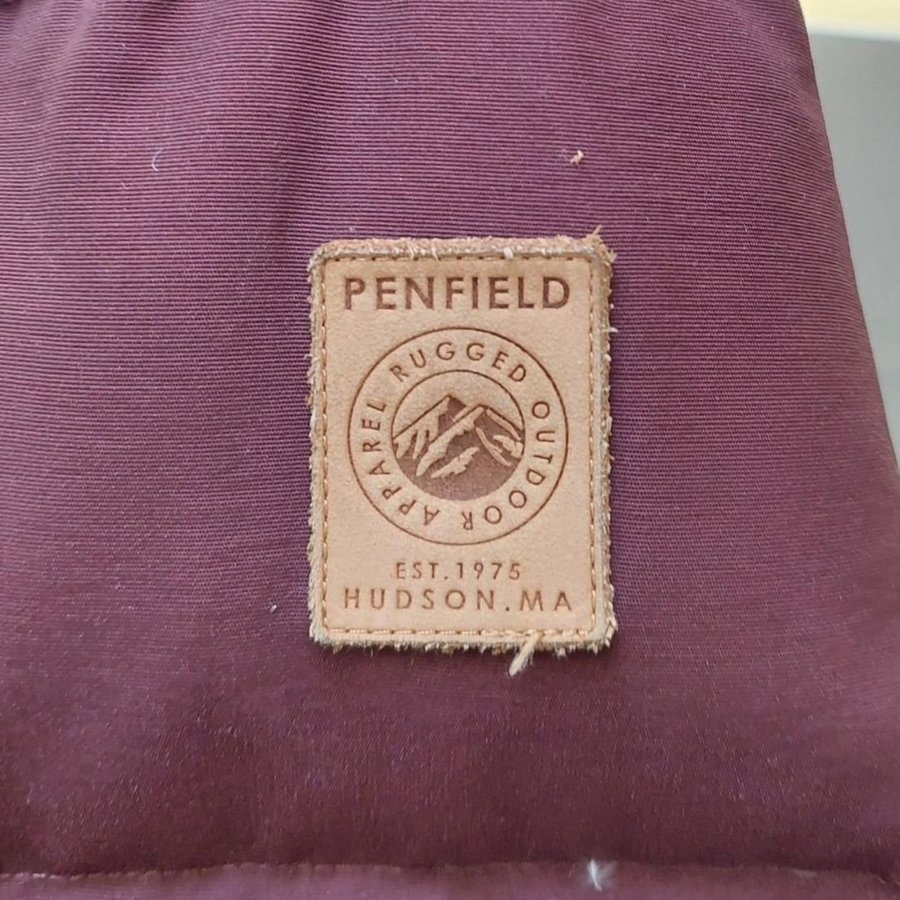 PENFIELD
RUGGED OUTDOOR APPAREL
EST.1975
HUDSON.MA